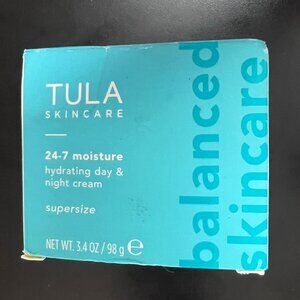 TULA
SKINCARE
24-7 moisture
hydrating day &
night cream
supersize
NET WT. 3.4 OZ / 98 g ℮
balanced
skincare